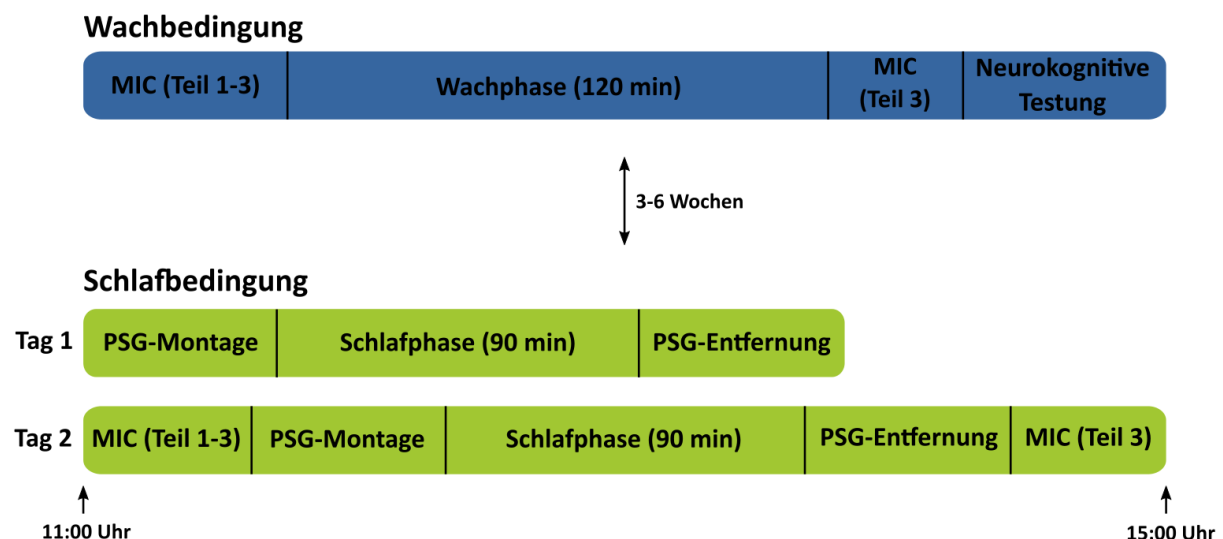 Wachbedingung
MIC (Teil 1-3)
Wachphase (120 min)
MIC
(Teil 3)
Neurokognitive
Testung
3-6 Wochen
Schlafbedingung
Tag 1
PSG-Montage
Schlafphase (90 min)
PSG-Entfernung
Tag 2
MIC (Teil 1-3)
PSG-Montage
Schlafphase (90 min)
PSG-Entfernung
MIC (Teil 3)
11:00 Uhr
15:00 Uhr